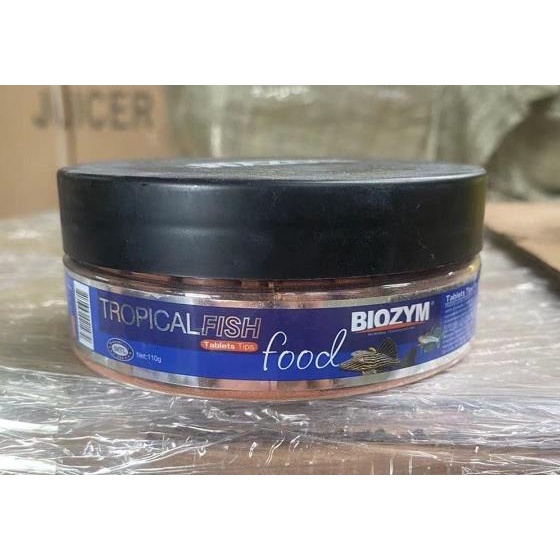 JUICER
TROPICAL FISH
Tablets Tips
food
BIOZYM®
Net:110g
Tablets Tips